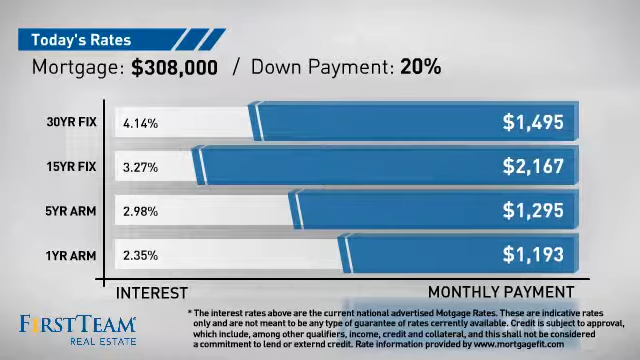 Today's Rates
Mortgage: $308,000 / Down Payment: 20%
30YR FIX 4.14% $1,495
15YR FIX 3.27% $2,167
5YR ARM 2.98% $1,295
1YR ARM 2.35% $1,193
INTEREST MONTHLY PAYMENT
FIRSTTEAM®
REAL ESTATE
* The interest rates above are the current national advertised Motgage Rates. These are indicative rates
only and are not meant to be any type of guarantee of rates cerrently available. Credit is subject to approval,
which include, among other qualifiers, income, credit and collateral, and this shall not be considered
a commitment to lend or externd credit. Rate information provided by www.mortgagefit.com